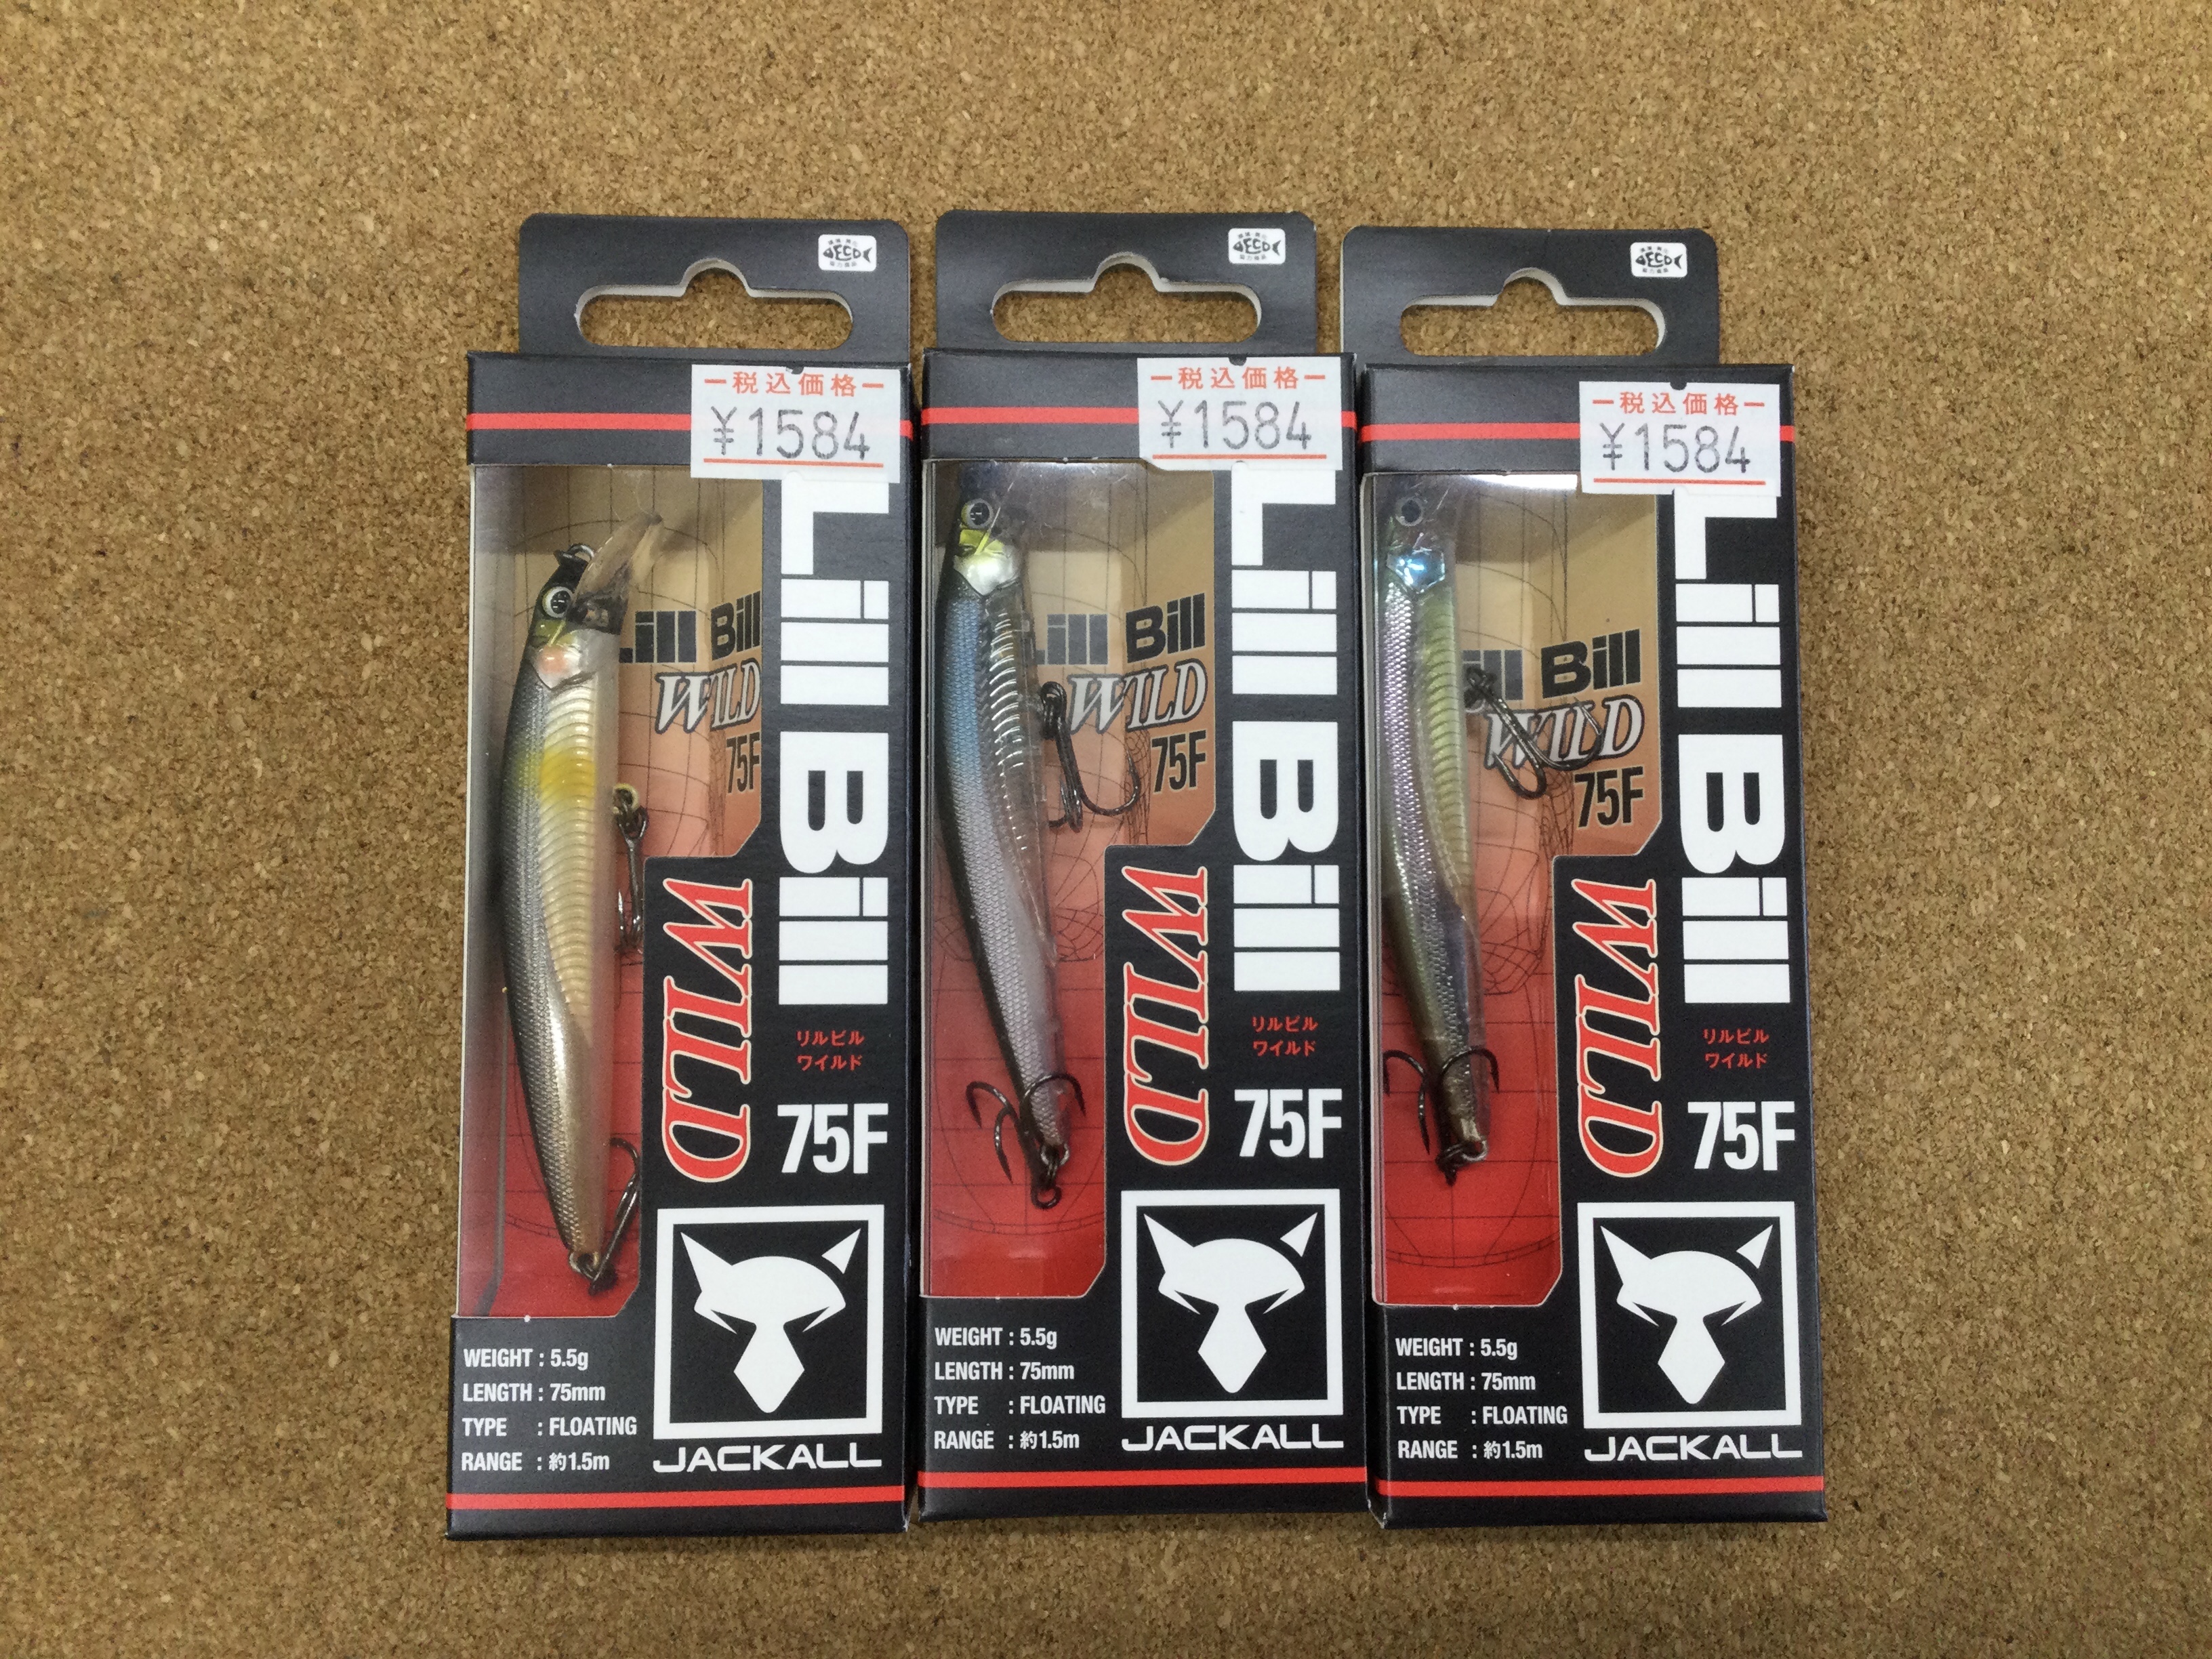 ECO
税込価格
¥1584
Lill Bill
WILD
75F
Lill Bill
WILD
リルビル
ワイルド
75F
WEIGHT : 5.5g
LENGTH : 75mm
TYPE : FLOATING
RANGE : 約1.5m
JACKALL
ECO
税込価格
¥1584
Lill Bill
WILD
75F
Lill Bill
WILD
リルビル
ワイルド
75F
WEIGHT : 5.5g
LENGTH : 75mm
TYPE : FLOATING
RANGE : 約1.5m
JACKALL
ECO
税込価格
¥1584
Lill Bill
WILD
75F
Lill Bill
WILD
リルビル
ワイルド
75F
WEIGHT : 5.5g
LENGTH : 75mm
TYPE : FLOATING
RANGE : 約1.5m
JACKALL